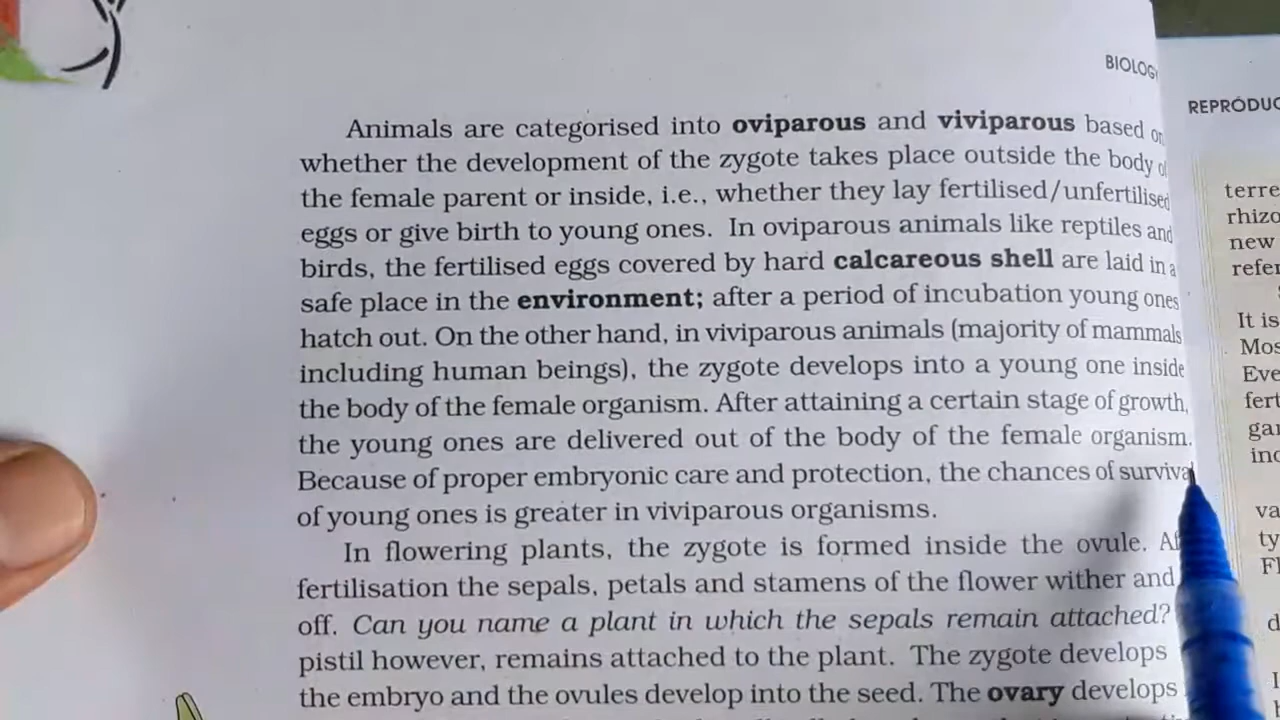 BIOLOGY
Animals are categorised into oviparous and viviparous based on
whether the development of the zygote takes place outside the body of
the female parent or inside, i.e., whether they lay fertilised/unfertilised
eggs or give birth to young ones. In oviparous animals like reptiles and
birds, the fertilised eggs covered by hard calcareous shell are laid in a
safe place in the environment; after a period of incubation young ones
hatch out. On the other hand, in viviparous animals (majority of mammals
including human beings), the zygote develops into a young one inside
the body of the female organism. After attaining a certain stage of growth,
the young ones are delivered out of the body of the female organism.
Because of proper embryonic care and protection, the chances of survival
of young ones is greater in viviparous organisms.
In flowering plants, the zygote is formed inside the ovule.
fertilisation the sepals, petals and stamens of the flower wither and
off. Can you name a plant in which the sepals remain attached?
pistil however, remains attached to the plant. The zygote develops
the embryo and the ovules develop into the seed. The ovary develops
REPRODUC
terre
rhizo
new
refer
It is
Mos
Eve
fert
gar
inc
va
ty